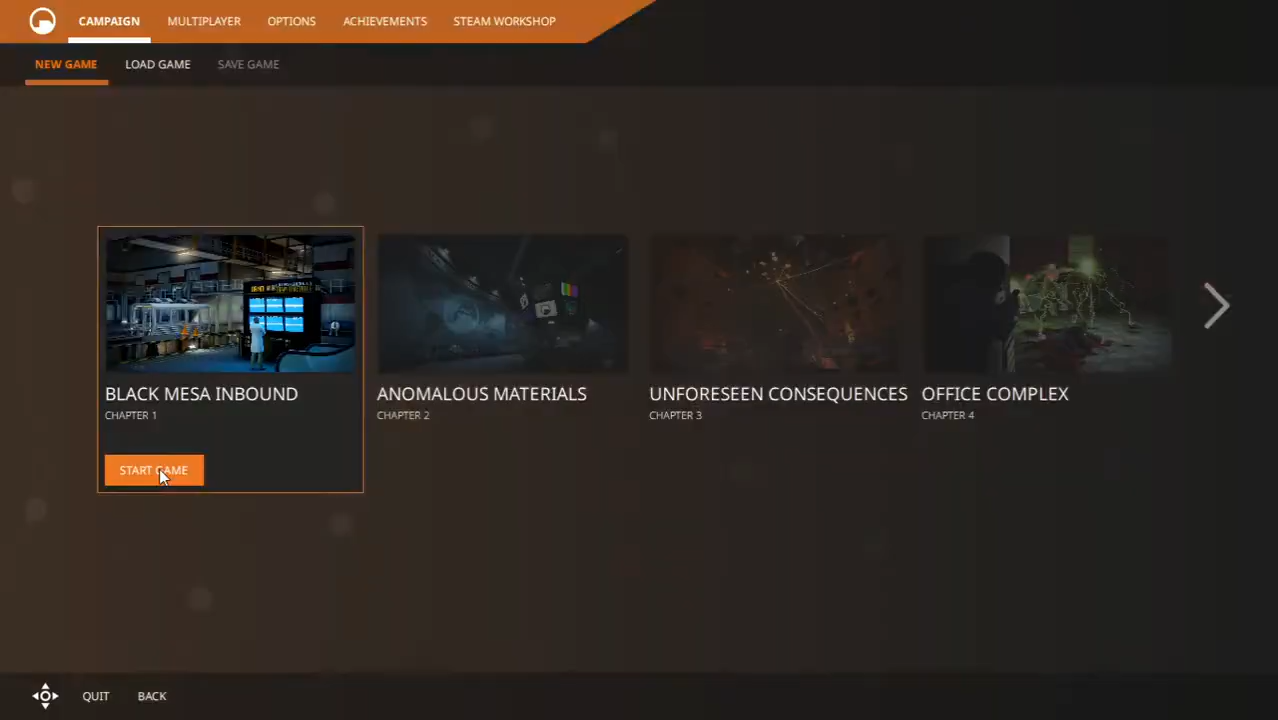 CAMPAIGN MULTIPLAYER OPTIONS ACHIEVEMENTS STEAM WORKSHOP
NEW GAME LOAD GAME SAVE GAME
BLACK MESA INBOUND
CHAPTER 1
START GAME
ANOMALOUS MATERIALS
CHAPTER 2
UNFORESEEN CONSEQUENCES
CHAPTER 3
OFFICE COMPLEX
CHAPTER 4
QUIT BACK